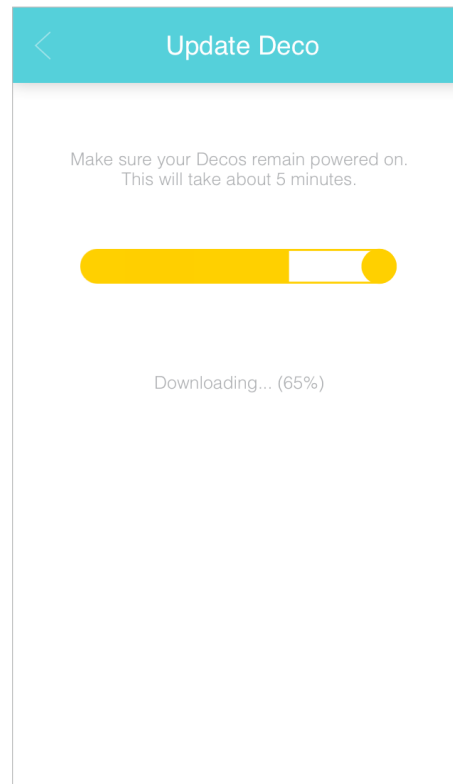 Update Deco
Make sure your Decos remain powered on.
This will take about 5 minutes.
Downloading... (65%)